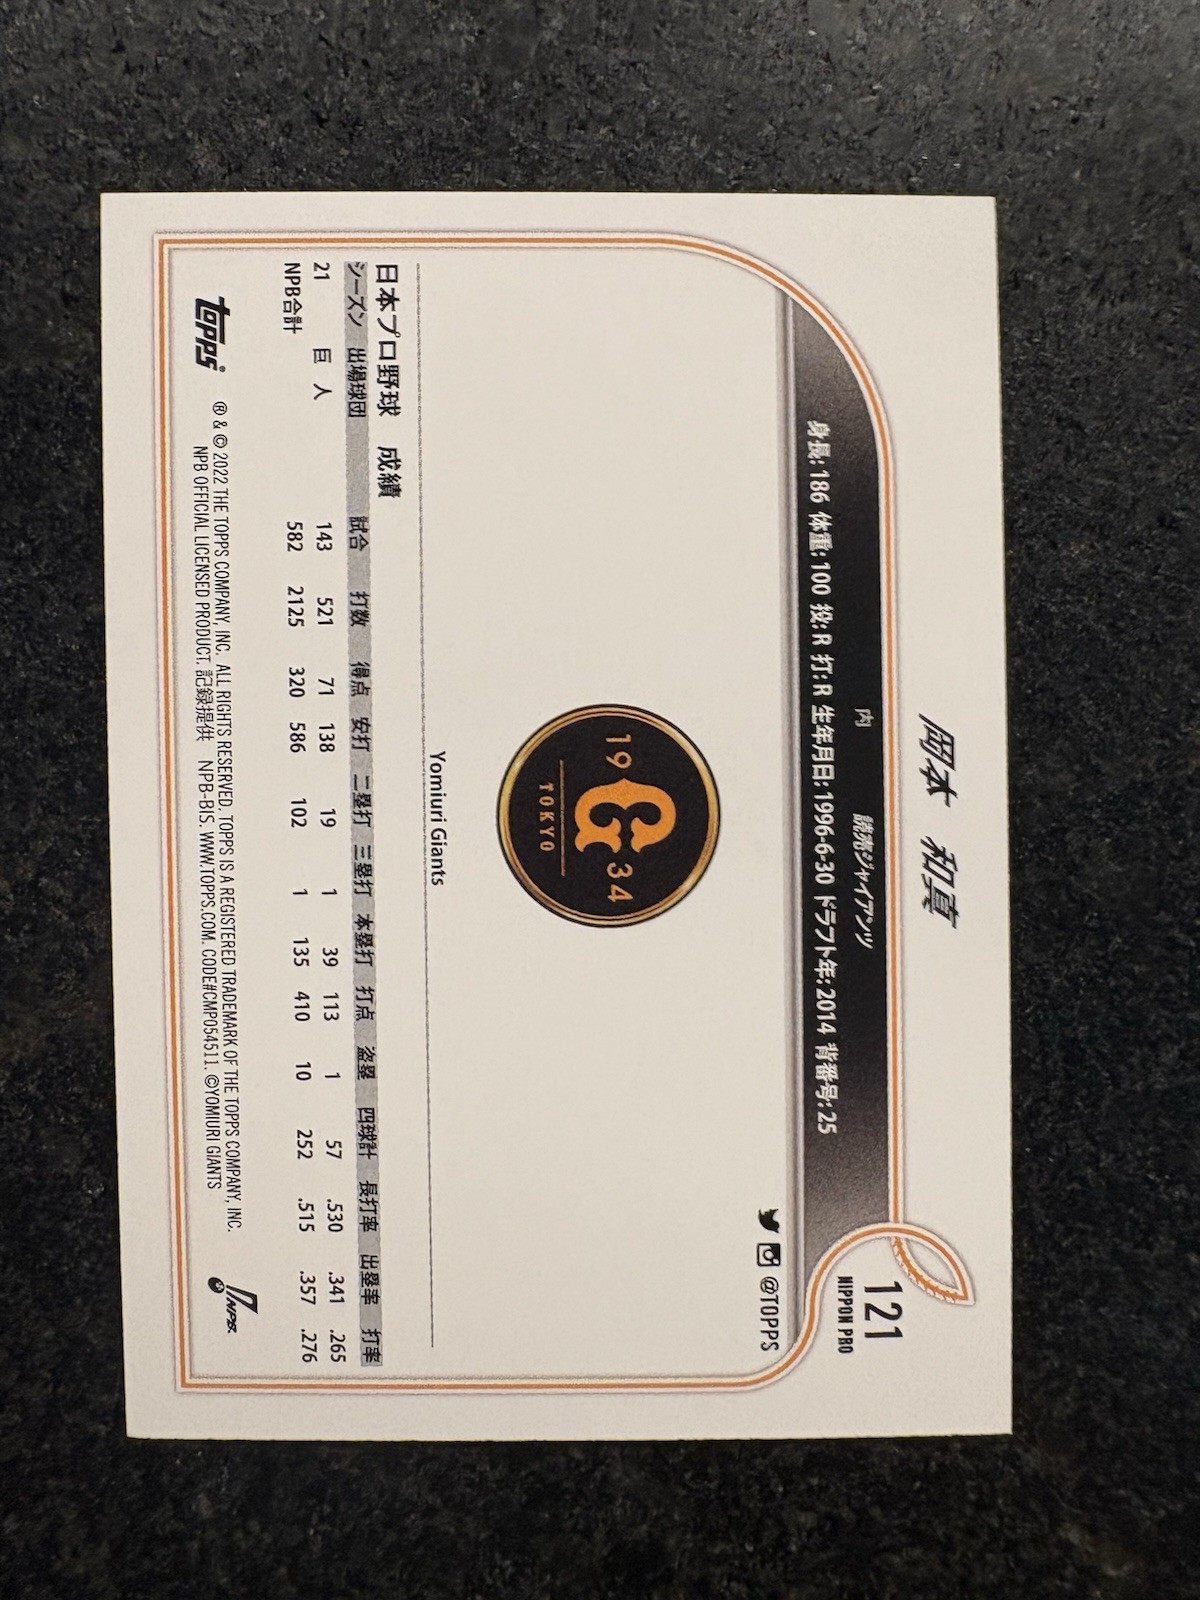 岡本 和真
121
NIPPON PRO
内 読売ジャイアンツ
身長: 186 体重: 100 投: R 打: R 生年月日: 1996-6-30 ドラフト年: 2014 背番号: 25
@TOPPS
19 G 34
TOKYO
Yomiuri Giants
日本プロ野球 成績
シーズン 出場球団 試合 打数 得点 安打 二塁打 三塁打 本塁打 打点 盗塁 四球計 長打率 出塁率 打率
21 巨人 143 521 71 138 19 1 39 113 1 57 .530 .341 .265
NPB合計 582 2125 320 586 102 1 135 410 10 252 .515 .357 .276
topps®
® & © 2022 THE TOPPS COMPANY, INC. ALL RIGHTS RESERVED. TOPPS IS A REGISTERED TRADEMARK OF THE TOPPS COMPANY, INC.
NPB OFFICIAL LICENSED PRODUCT. 記録提供 NPB-BIS. WWW.TOPPS.COM. CODE#CMP054511. ©YOMIURI GIANTS
NPB